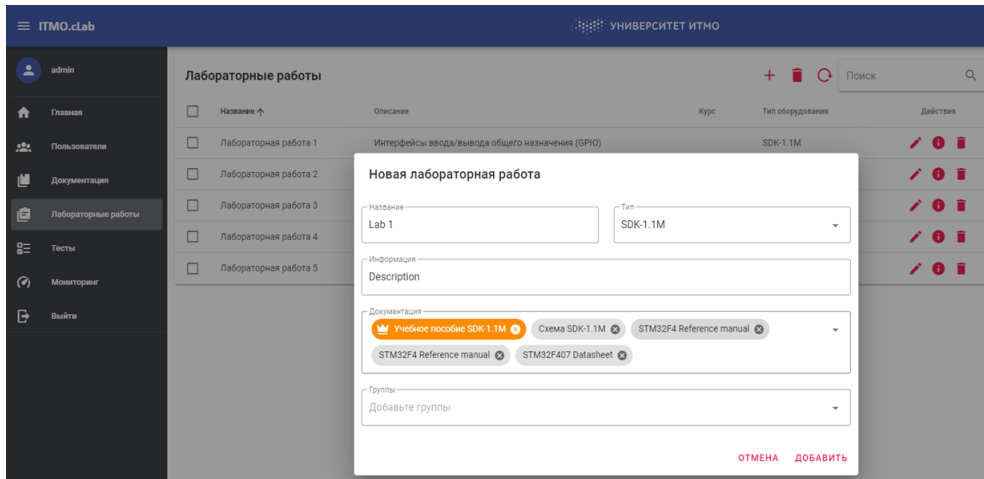 ITMO.cLab
УНИВЕРСИТЕТ ИТМО
admin
Главная
Пользователи
Документация
Лабораторные работы
Тесты
Мониторинг
Выйти
Лабораторные работы
Поиск
Название Описание Курс Тип оборудования Действия
Лабораторная работа 1 Интерфейсы ввода/вывода общего назначения (GPIO) SDK-1.1M
Лабораторная работа 2
Лабораторная работа 3
Лабораторная работа 4
Лабораторная работа 5
Новая лабораторная работа
Название Тип
Lab 1 SDK-1.1M
Информация
Description
Документация
Учебное пособие SDK-1.1M Схема SDK-1.1M STM32F4 Reference manual
STM32F4 Reference manual STM32F407 Datasheet
Группы
Добавьте группы
ОТМЕНА ДОБАВИТЬ